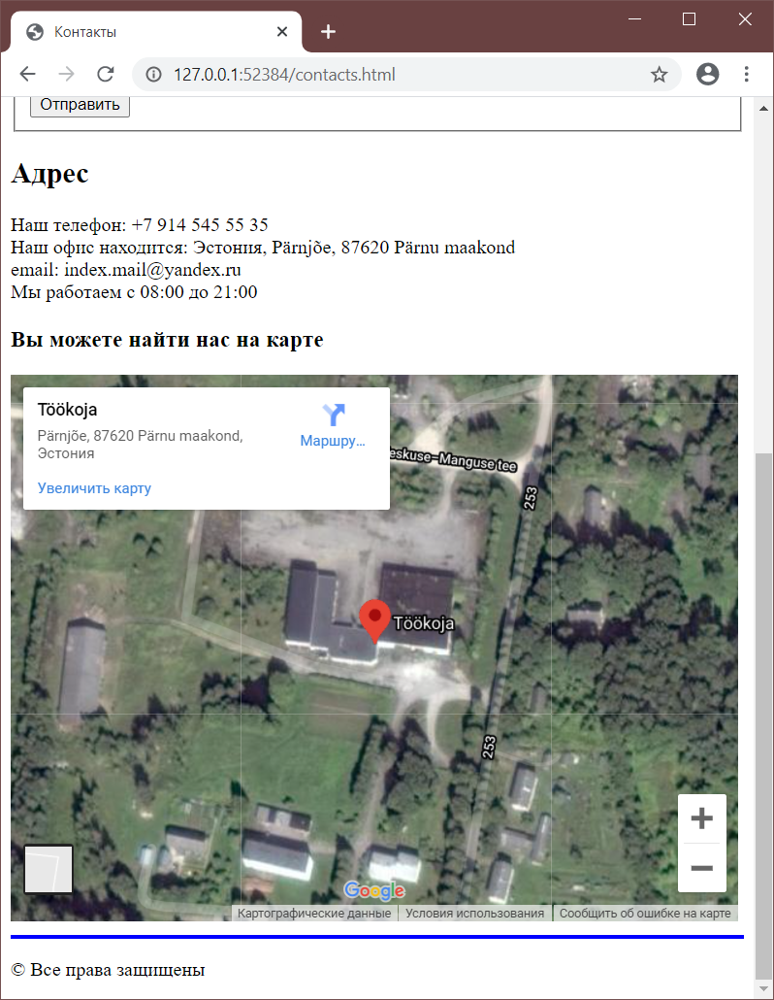 Контакты
127.0.0.1:52384/contacts.html
Отправить
Адрес
Наш телефон: +7 914 545 55 35
Наш офис находится: Эстония, Pärnjõe, 87620 Pärnu maakond
email: index.mail@yandex.ru
Мы работаем с 08:00 до 21:00
Вы можете найти нас на карте
Töökoja
Pärnjõe, 87620 Pärnu maakond,
Эстония
Маршру...
Увеличить карту
eskuse-Manguse tee
253
Töökoja
253
Google
Картографические данные
Условия использования
Сообщить об ошибке на карте
© Все права защищены